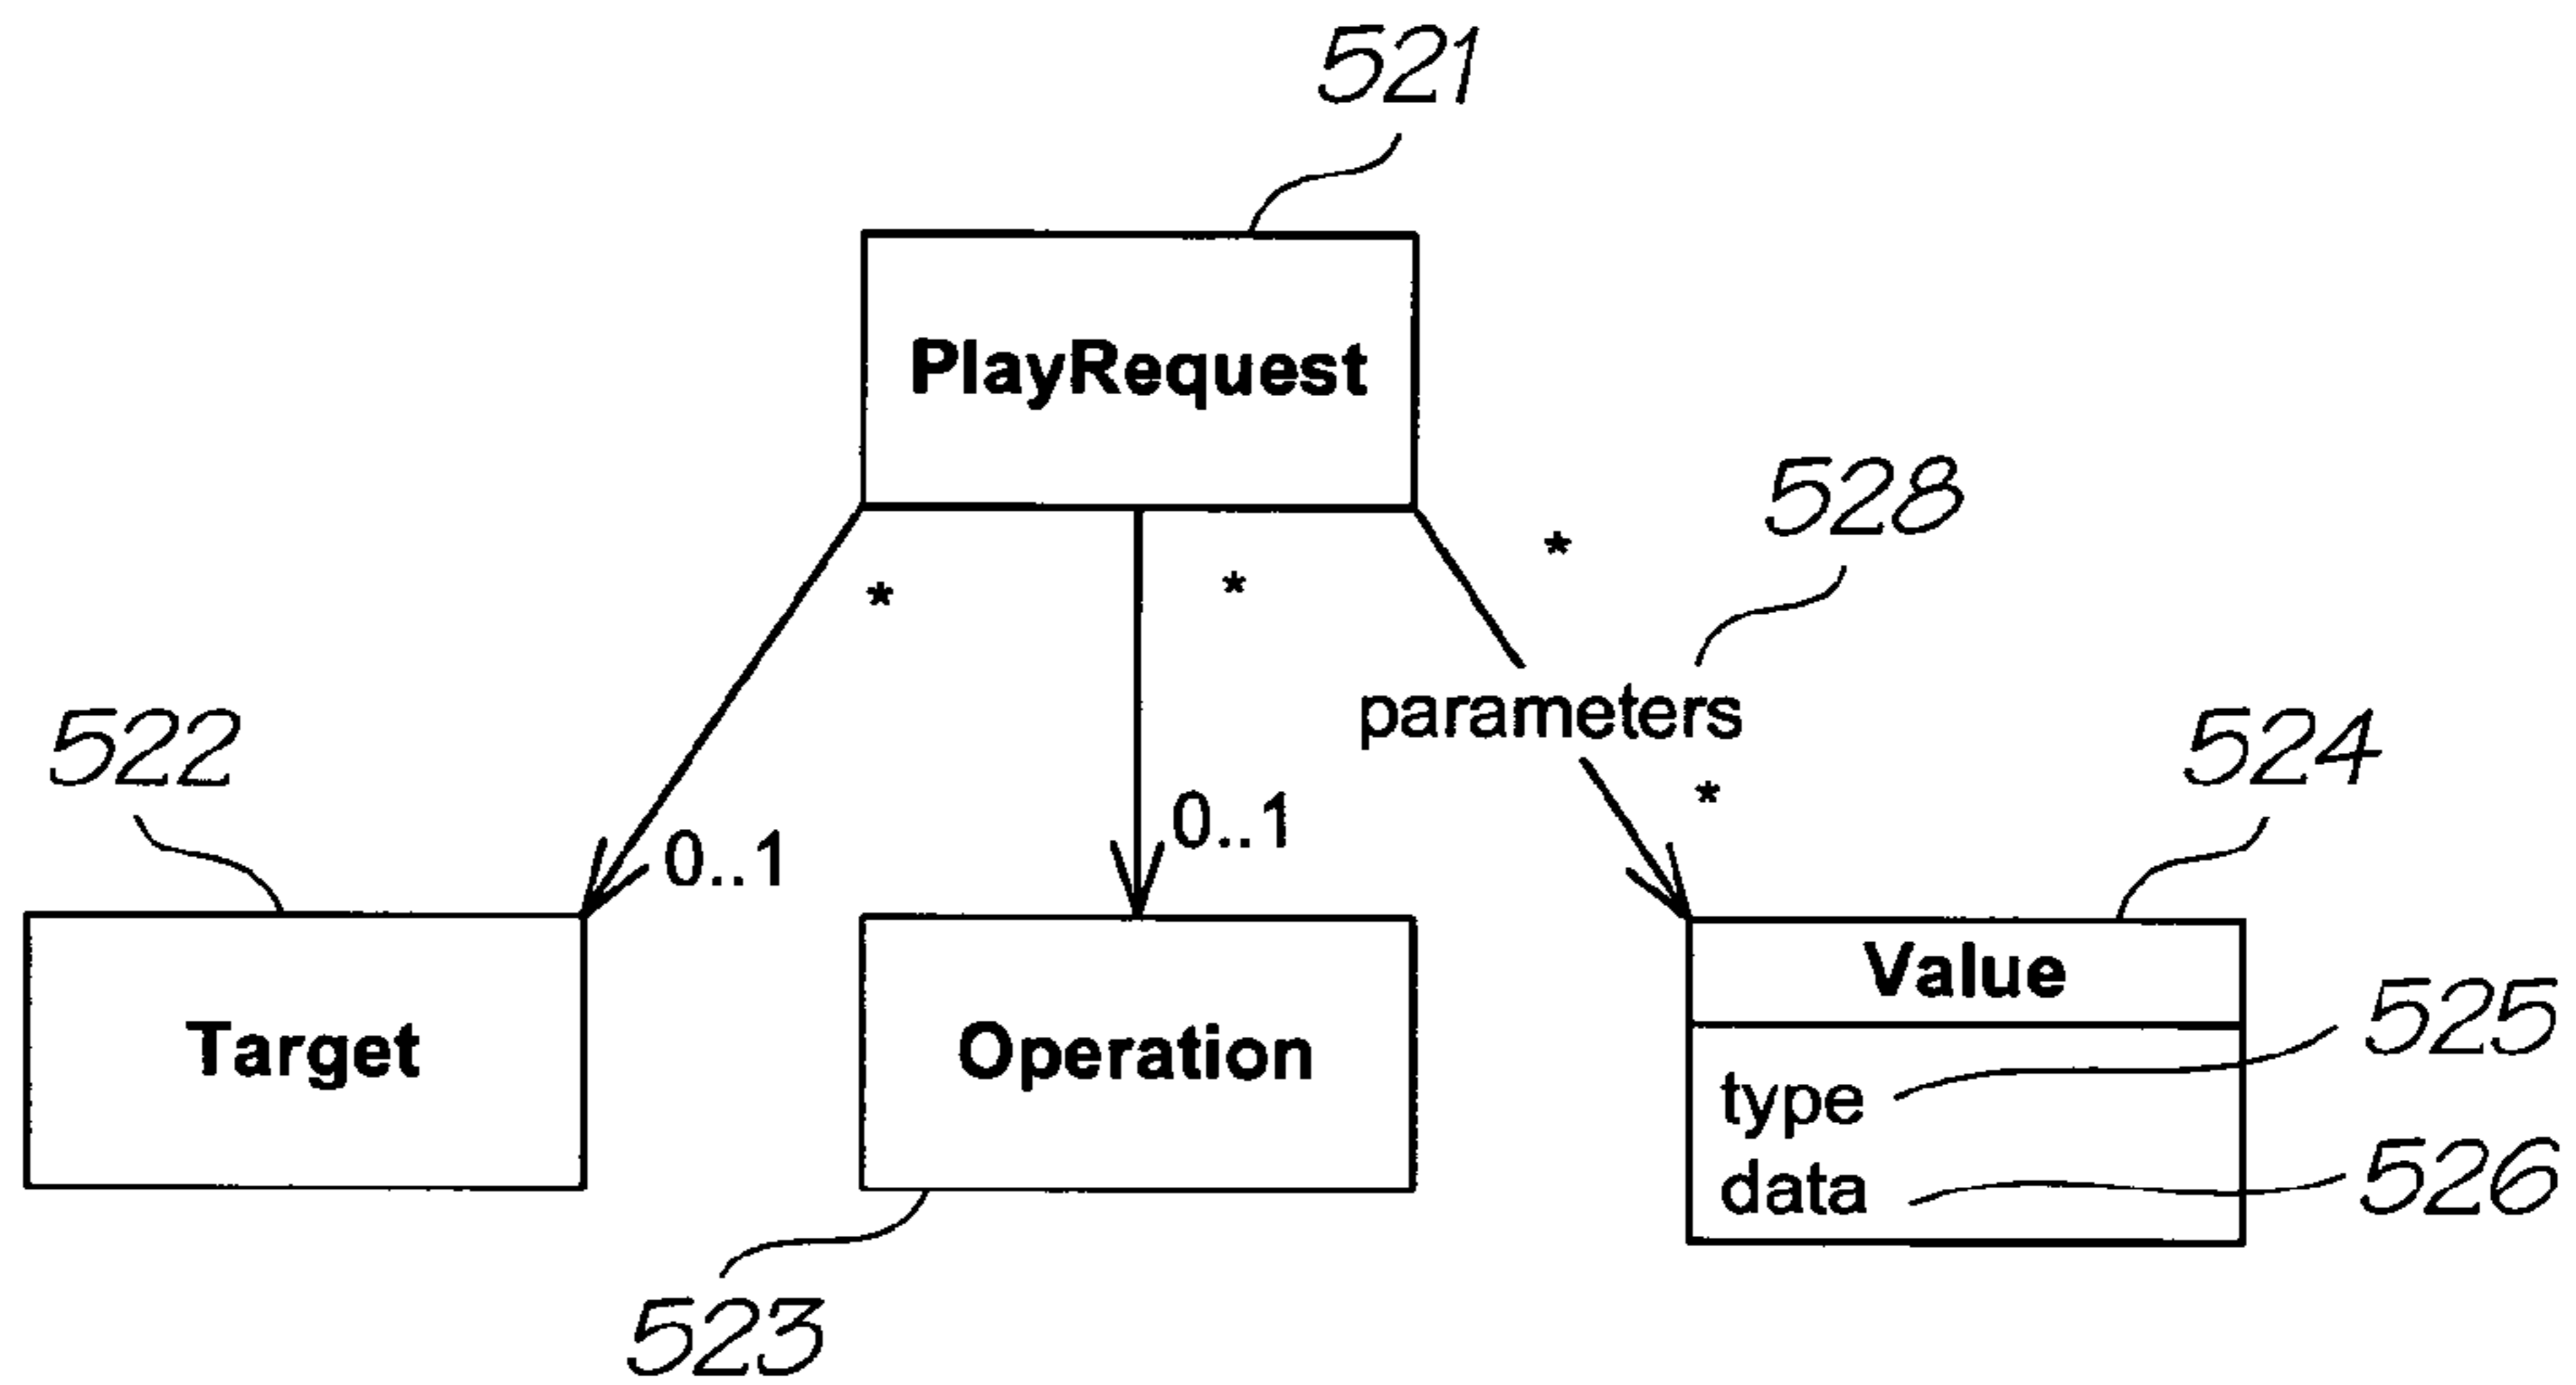 521
PlayRequest
528
*
*
*
parameters
522
524
*
0..1
0..1
Value
525
Target
Operation
type
data
526
523